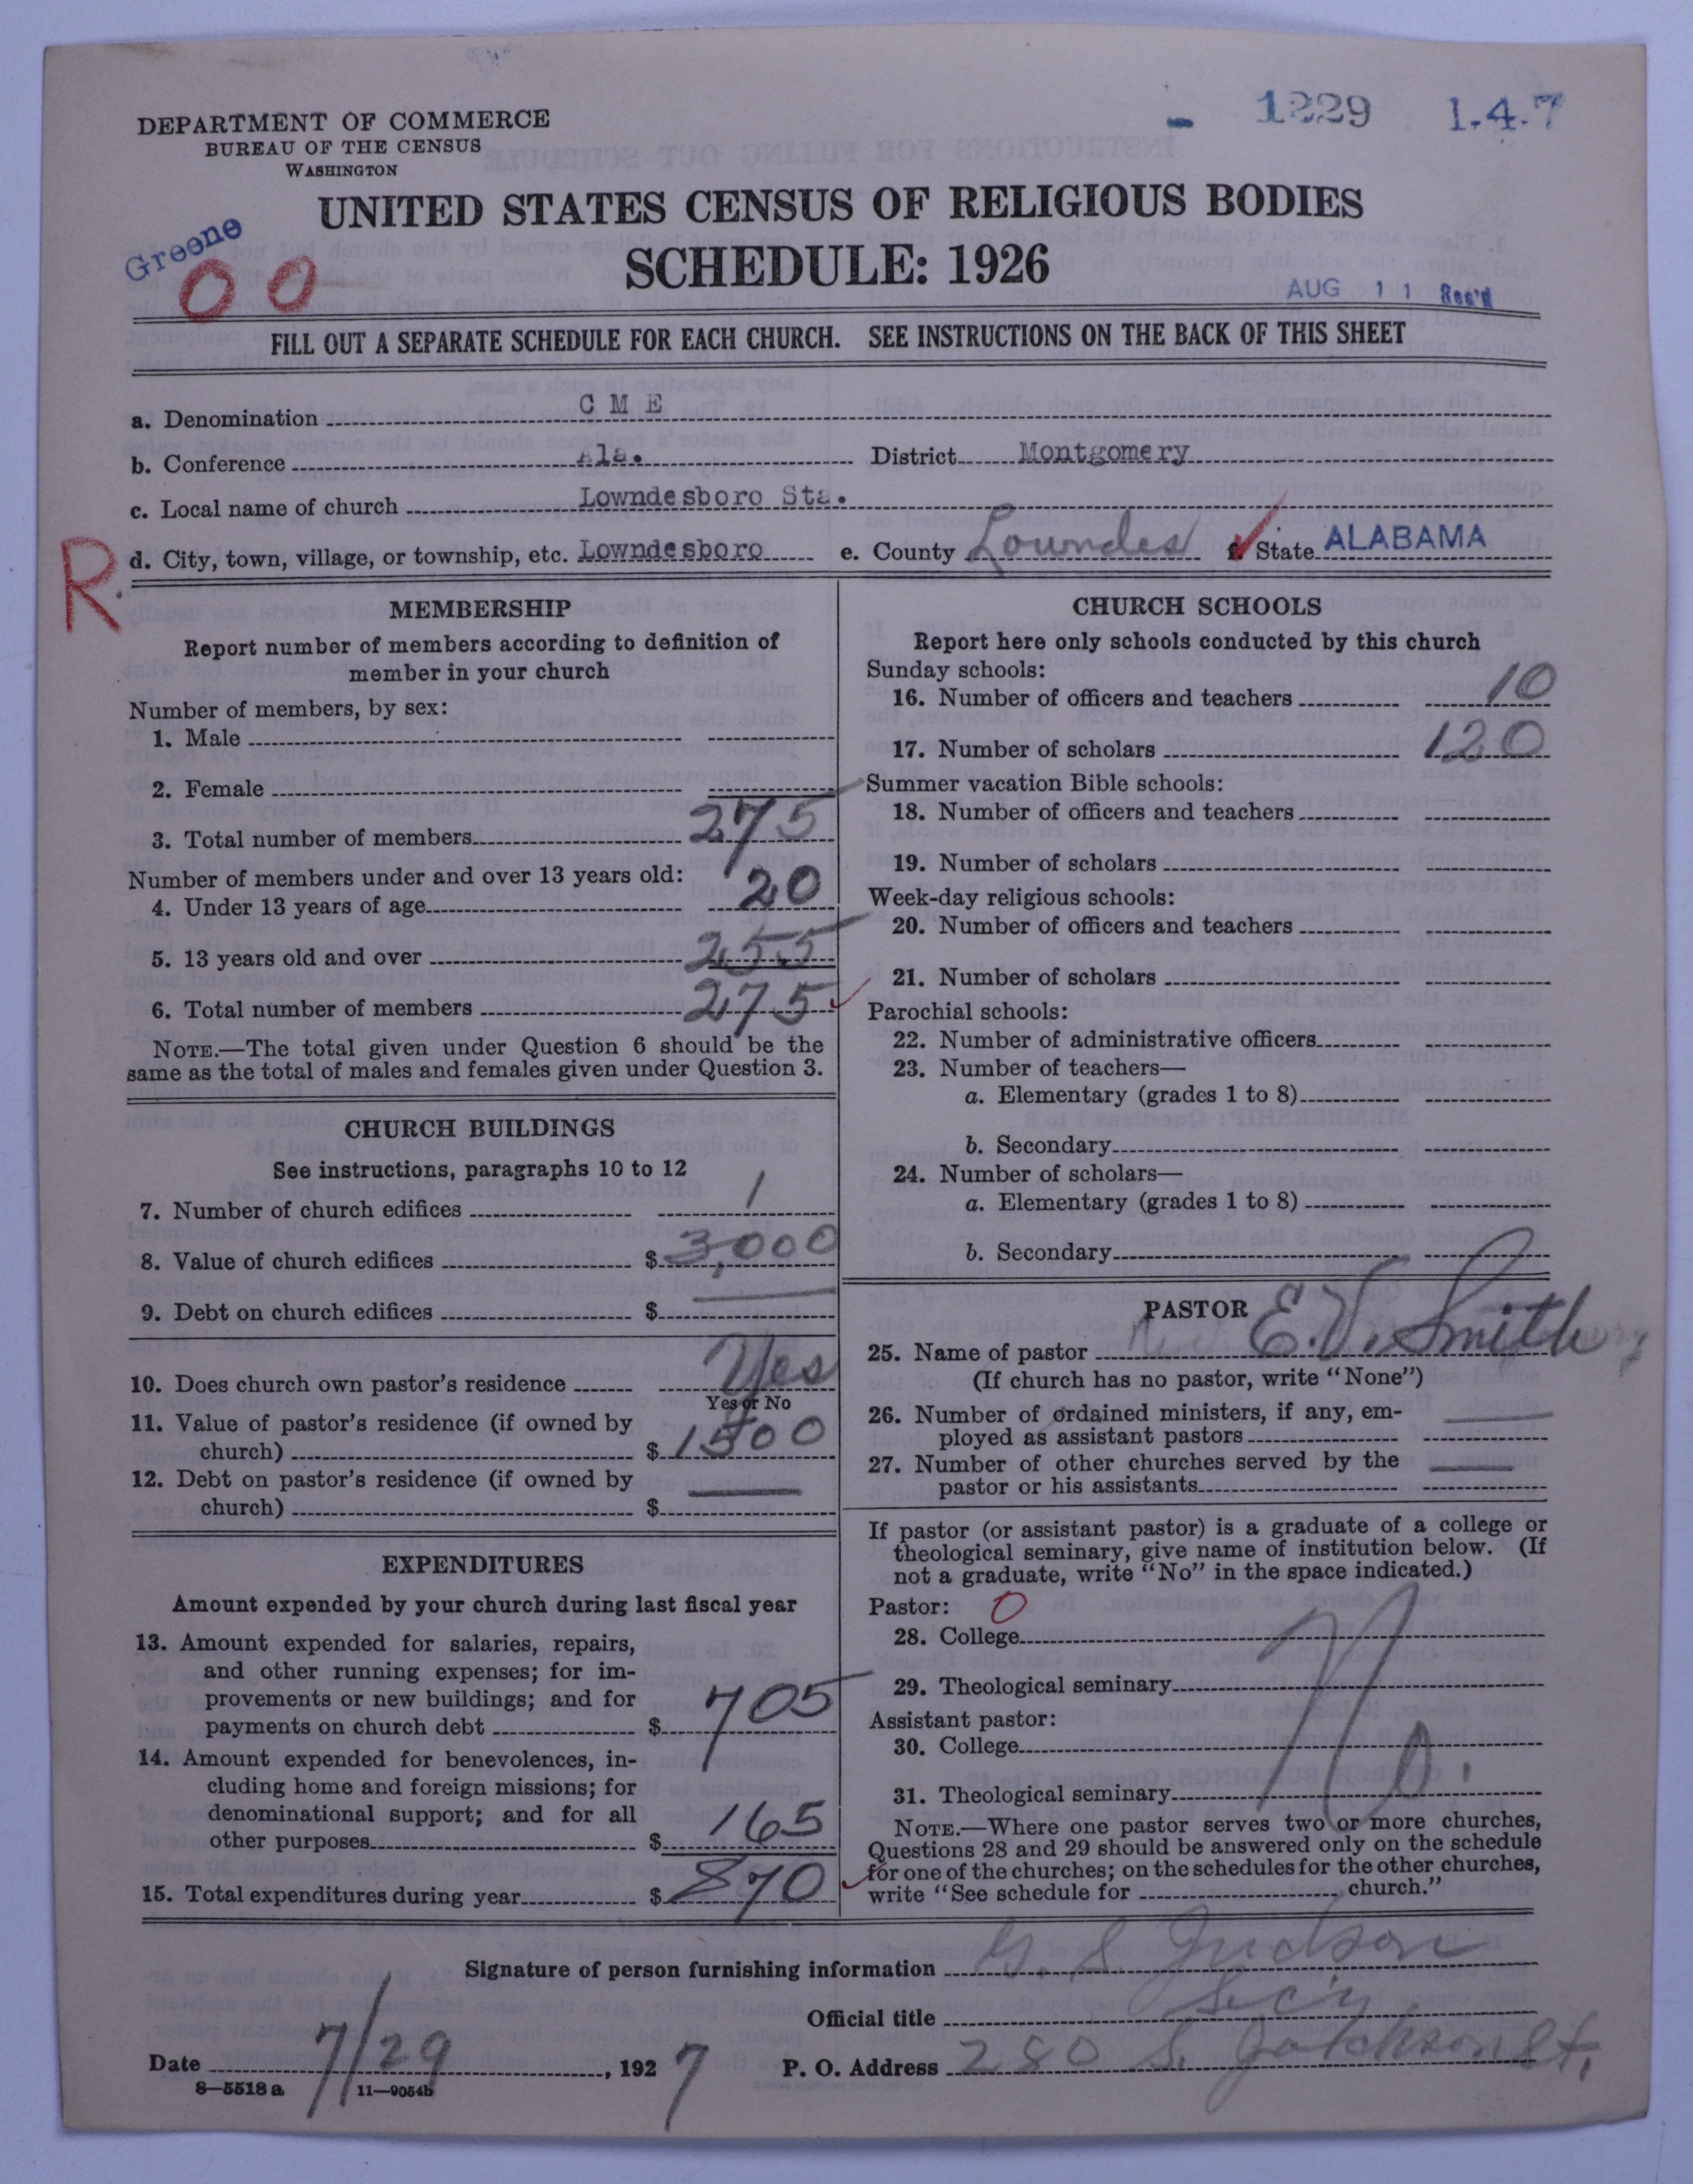 1229 1-4-7
DEPARTMENT OF COMMERCE
BUREAU OF THE CENSUS
WASHINGTON
UNITED STATES CENSUS OF RELIGIOUS BODIES
SCHEDULE: 1926
Greene
00
AUG 11 Rec'd
FILL OUT A SEPARATE SCHEDULE FOR EACH CHURCH. SEE INSTRUCTIONS ON THE BACK OF THIS SHEET
a. Denomination C M E
b. Conference Ala. District Montgomery
c. Local name of church Lowndesboro Sta.
R. d. City, town, village, or township, etc. Lowndesboro e. County Lowndes f. State ALABAMA
MEMBERSHIP
Report number of members according to definition of
member in your church
Number of members, by sex:
1. Male
2. Female
3. Total number of members 275
Number of members under and over 13 years old:
4. Under 13 years of age 20
5. 13 years old and over 255
6. Total number of members 275
NOTE.—The total given under Question 6 should be the
same as the total of males and females given under Question 3.
CHURCH BUILDINGS
See instructions, paragraphs 10 to 12
7. Number of church edifices 1
8. Value of church edifices $ 3,000
9. Debt on church edifices $
10. Does church own pastor's residence Yes
Yes or No
11. Value of pastor's residence (if owned by
church) $ 1500
12. Debt on pastor's residence (if owned by
church) $
EXPENDITURES
Amount expended by your church during last fiscal year
13. Amount expended for salaries, repairs,
and other running expenses; for im-
provements or new buildings; and for
payments on church debt $ 705
14. Amount expended for benevolences, in-
cluding home and foreign missions; for
denominational support; and for all
other purposes $ 165
15. Total expenditures during year $ 870
CHURCH SCHOOLS
Report here only schools conducted by this church
Sunday schools:
16. Number of officers and teachers 10
17. Number of scholars 120
Summer vacation Bible schools:
18. Number of officers and teachers
19. Number of scholars
Week-day religious schools:
20. Number of officers and teachers
21. Number of scholars
Parochial schools:
22. Number of administrative officers
23. Number of teachers—
a. Elementary (grades 1 to 8)
b. Secondary
24. Number of scholars—
a. Elementary (grades 1 to 8)
b. Secondary
PASTOR
25. Name of pastor E. V. Smith
(If church has no pastor, write "None")
26. Number of ordained ministers, if any, em-
ployed as assistant pastors
27. Number of other churches served by the
pastor or his assistants
If pastor (or assistant pastor) is a graduate of a college or
theological seminary, give name of institution below. (If
not a graduate, write "No" in the space indicated.)
Pastor: 0
28. College
29. Theological seminary
Assistant pastor:
30. College No.
31. Theological seminary
NOTE.—Where one pastor serves two or more churches,
Questions 28 and 29 should be answered only on the schedule
for one of the churches; on the schedules for the other churches,
write "See schedule for church."
Signature of person furnishing information S. Judson
Official title Sec'y
Date 7/29, 1927 P. O. Address 280 S. St.
8—5518 a 11—9054b